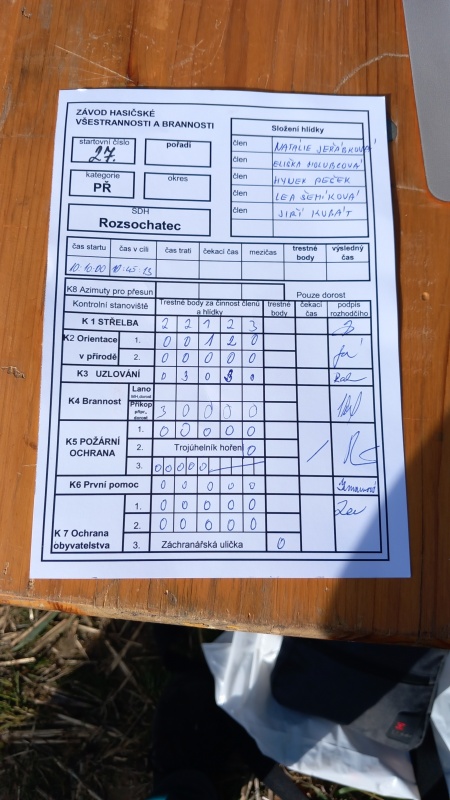 ZÁVOD HASIČSKÉ
VŠESTRANNOSTI A BRANNOSTI
startovní číslo
27.
pořadí
kategorie
PŘ
okres
SDH
Rozsochatec
Složení hlídky
člen NATÁLIE JEŘÁBKOVÁ
člen ELIŠKA HOLUBCOVÁ
člen HYNEK PEŠEK
člen LEA SEMÍKOVÁ
člen JIŘÍ KUBÁT
čas startu čas v cíli čas trati čekací čas mezičas trestné body výsledný čas
10:10:00
K8 Azimuty pro přesun Pouze dorost
Kontrolní stanoviště Trestné body za činnost členů a hlídky trestné body čekací čas podpis rozhodčího
K 1 STŘELBA 2 2 1 2 3
K2 Orientace v přírodě 1. 0 0 1 2 0
2. 0 0 0 0 0
K3 UZLOVÁNÍ 0 3 0 3 0
K4 Brannost Lano
Příkop 3 0 0 0 0
K5 POŽÁRNÍ OCHRANA 1. 0 0 0 0 0
2. Trojúhelník hoření 0
3. 0 0 0 0 0
K6 První pomoc 0 0 0 0 0
K 7 Ochrana obyvatelstva 1. 0 0 0 0 0
2. 0 0 0 0 0
3. Záchranářská ulička 0